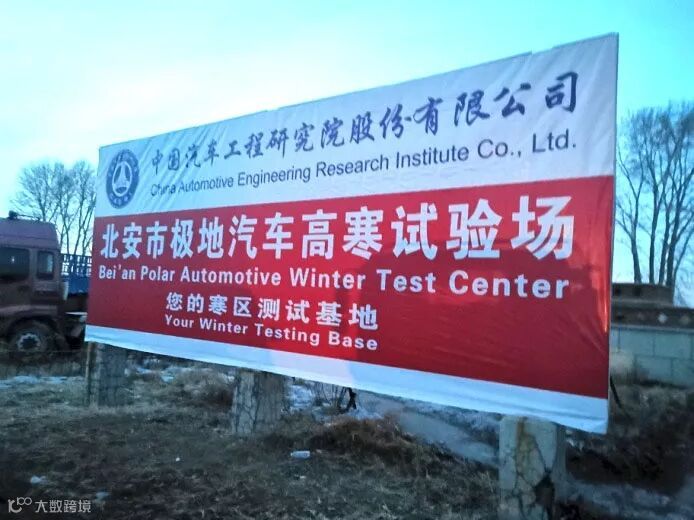 中国汽车工程研究院股份有限公司
China Automotive Engineering Research Institute Co., Ltd.
北安市极地汽车高寒试验场
Bei'an Polar Automotive Winter Test Center
您的寒区测试基地
Your Winter Testing Base
大数跨境